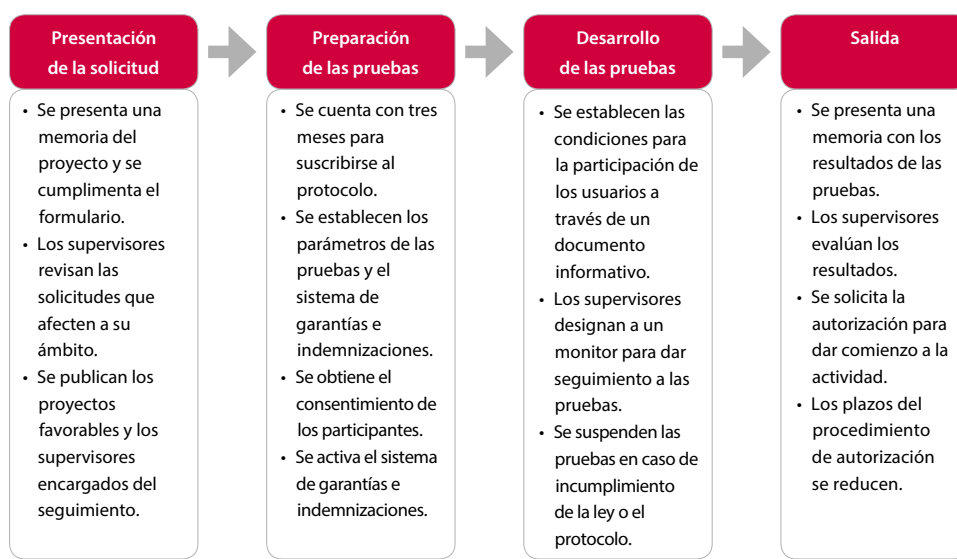 Presentación
de la solicitud
• Se presenta una
memoria del
proyecto y se
cumplimenta el
formulario.
• Los supervisores
revisan las
solicitudes que
afecten a su
ámbito.
• Se publican los
proyectos
favorables y los
supervisores
encargados del
seguimiento.
Preparación
de las pruebas
• Se cuenta con tres
meses para
suscribirse al
protocolo.
• Se establecen los
parámetros de las
pruebas y el
sistema de
garantías e
indemnizaciones.
• Se obtiene el
consentimiento de
los participantes.
• Se activa el sistema
de garantías e
indemnizaciones.
Desarrollo
de las pruebas
• Se establecen las
condiciones para
la participación de
los usuarios a
través de un
documento
informativo.
• Los supervisores
designan a un
monitor para dar
seguimiento a las
pruebas.
• Se suspenden las
pruebas en caso de
incumplimiento
de la ley o el
protocolo.
Salida
• Se presenta una
memoria con los
resultados de las
pruebas.
• Los supervisores
evalúan los
resultados.
• Se solicita la
autorización para
dar comienzo a la
actividad.
• Los plazos del
procedimiento
de autorización
se reducen.